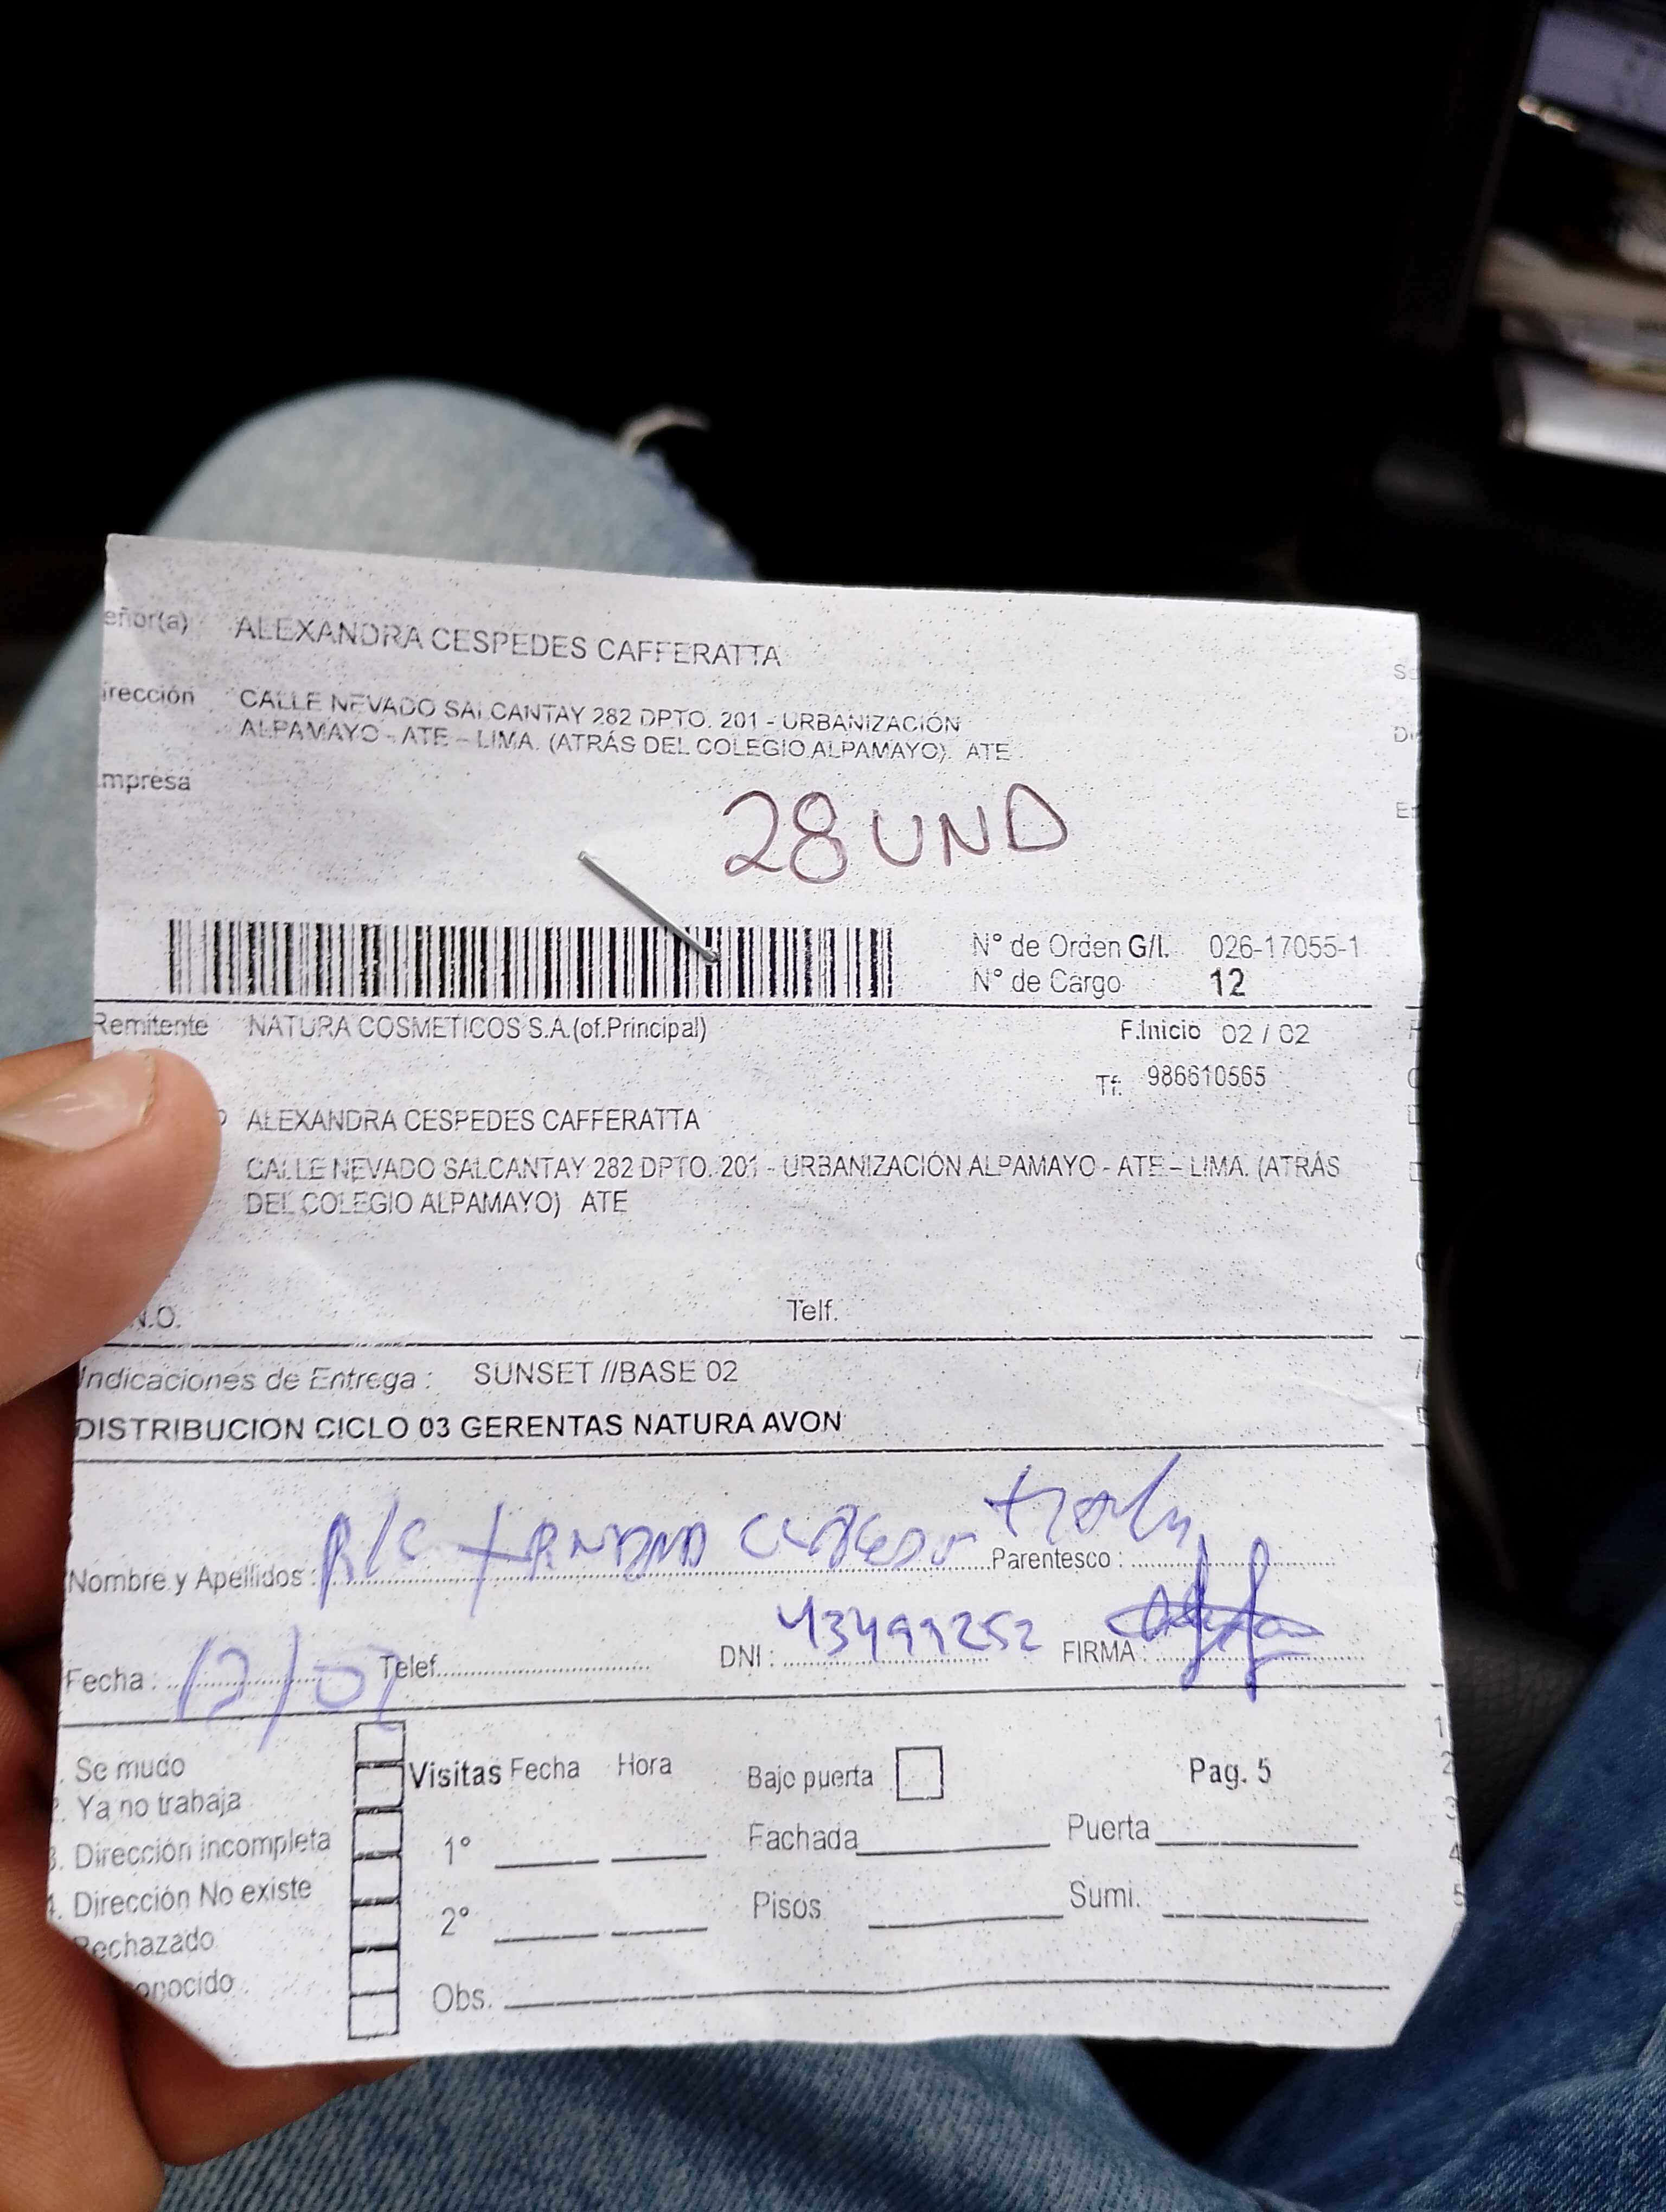 eñor(a) ALEXANDRA CESPEDES CAFFERATTA
irección CALLE NEVADO SALCANTAY 282 DPTO. 201 - URBANIZACIÓN
ALPAMAYO - ATE – LIMA. (ATRÁS DEL COLEGIO ALPAMAYO) ATE
mpresa
28 UND
N° de Orden G/I. 026-17055-1
N° de Cargo 12
Remitente NATURA COSMETICOS S.A.(of.Principal) F.Inicio 02 / 02
Tf: 986610565
ALEXANDRA CESPEDES CAFFERATTA
CALLE NEVADO SALCANTAY 282 DPTO. 201 - URBANIZACIÓN ALPAMAYO - ATE – LIMA. (ATRÁS
DEL COLEGIO ALPAMAYO) ATE
N.O. Telf.
Indicaciones de Entrega : SUNSET //BASE 02
DISTRIBUCION CICLO 03 GERENTAS NATURA AVON
Nombre y Apellidos : Parentesco :
Fecha : Telef. DNI : 43499252 FIRMA :
Se mudo Visitas Fecha Hora Bajo puerta Pag. 5
Ya no trabaja
3. Dirección incompleta 1° Fachada Puerta
4. Dirección No existe 2° Pisos Sumi.
Rechazado
onocido Obs.